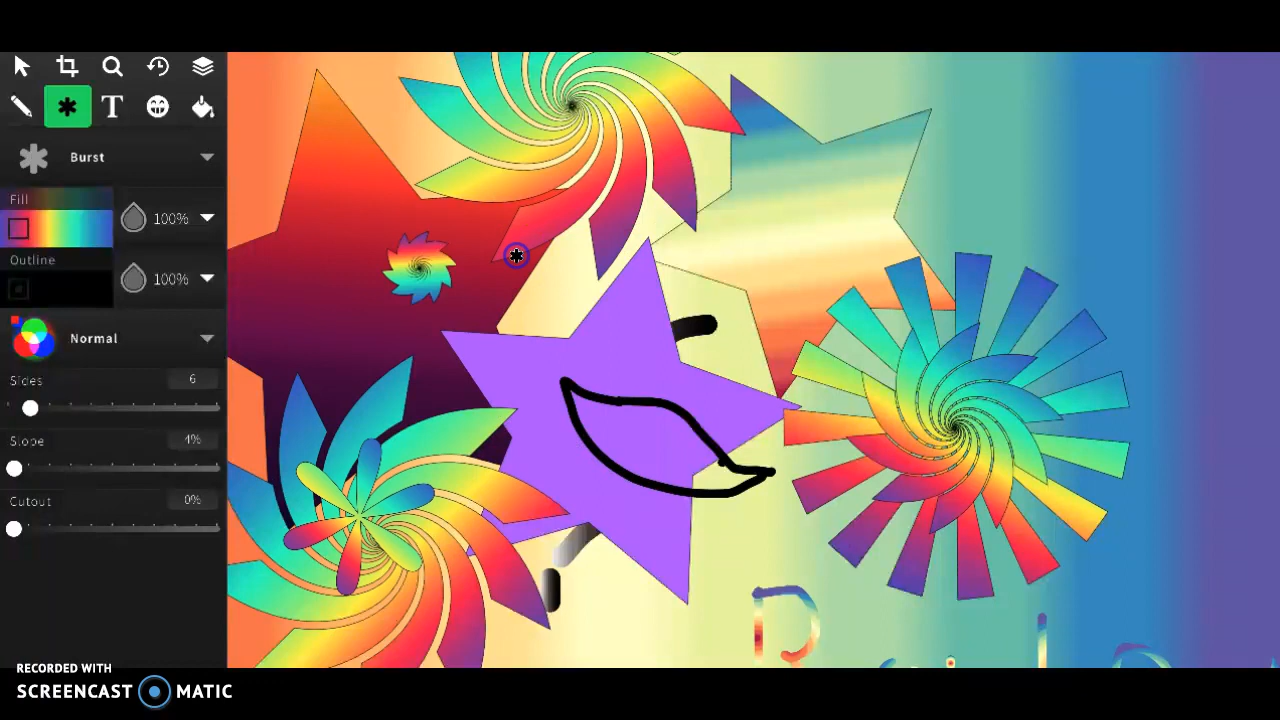 T
Burst
Fill
100%
Outline
100%
Normal
Sides 6
Slope 4%
Cutout 0%
RECORDED WITH
SCREENCAST MATIC